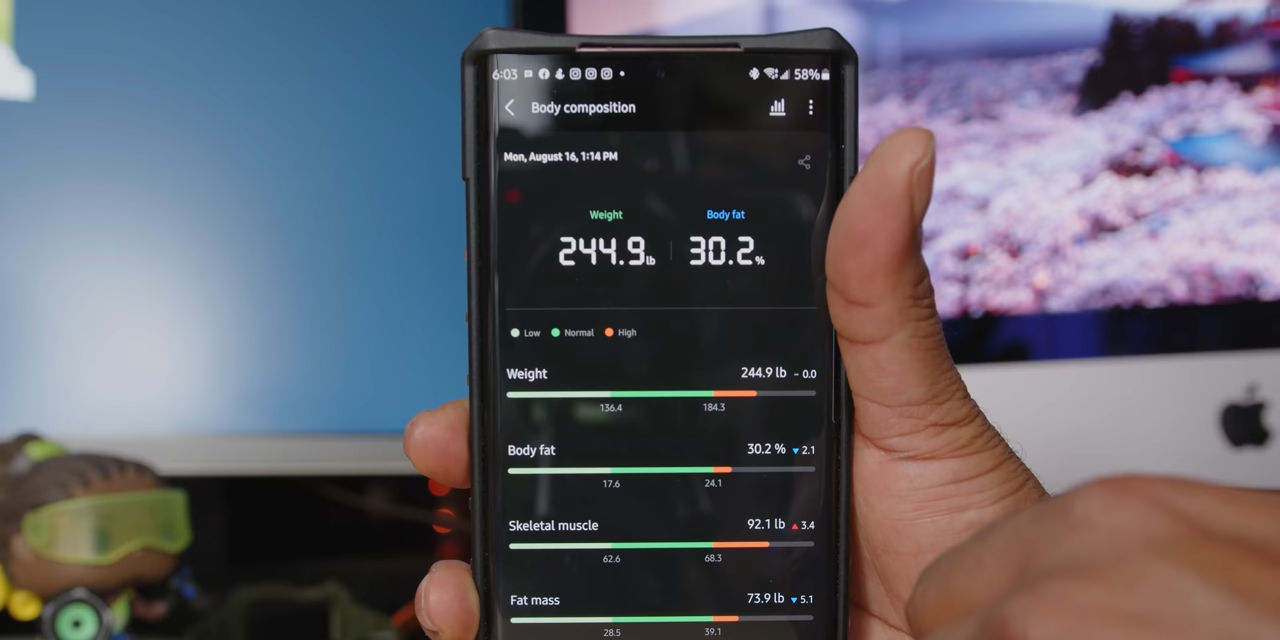 6:03 58%
Body composition
Mon, August 16, 1:14 PM
Weight Body fat
244.9 lb 30.2 %
Low Normal High
Weight 244.9 lb - 0.0
136.4 184.3
Body fat 30.2 % ▼ 2.1
17.6 24.1
Skeletal muscle 92.1 lb ▲ 3.4
62.6 68.3
Fat mass 73.9 lb ▼ 5.1
28.5 39.1